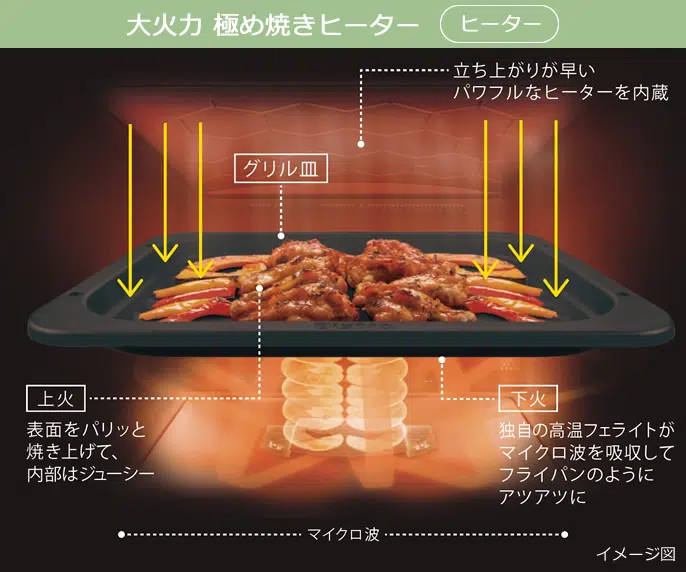 大火力 極め焼きヒーター
ヒーター
立ち上がりが早い
パワフルなヒーターを内蔵
グリル皿
上火
表面をパリッと
焼き上げて、
内部はジューシー
下火
独自の高温フェライトが
マイクロ波を吸収して
フライパンのように
アツアツに
マイクロ波
イメージ図